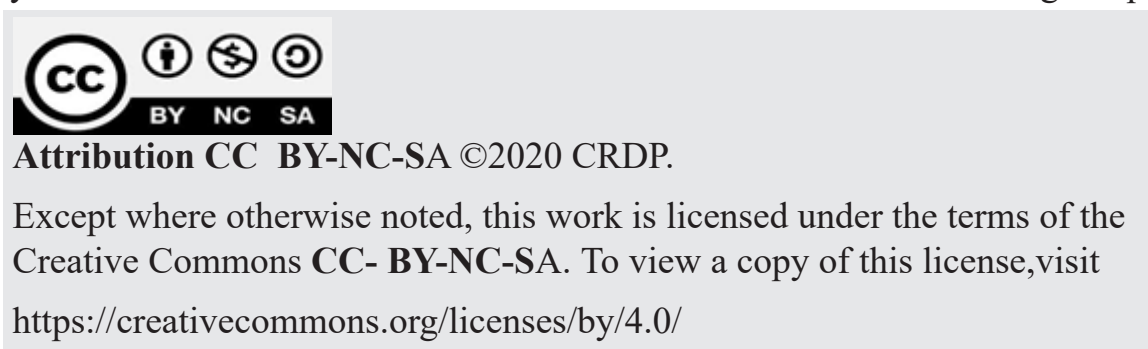 CC BY NC SA
Attribution CC BY-NC-SA ©2020 CRDP.
Except where otherwise noted, this work is licensed under the terms of the
Creative Commons CC- BY-NC-SA. To view a copy of this license,visit
https://creativecommons.org/licenses/by/4.0/